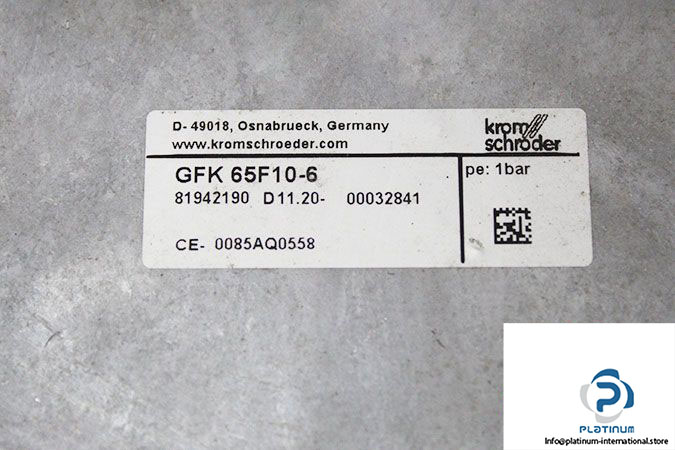 D- 49018, Osnabrueck, Germany
www.kromschroeder.com
krom
schröder
GFK 65F10-6
81942190 D11.20- 00032841
CE- 0085AQ0558
pe: 1bar
PLATINUM
Info@platinum-international.store